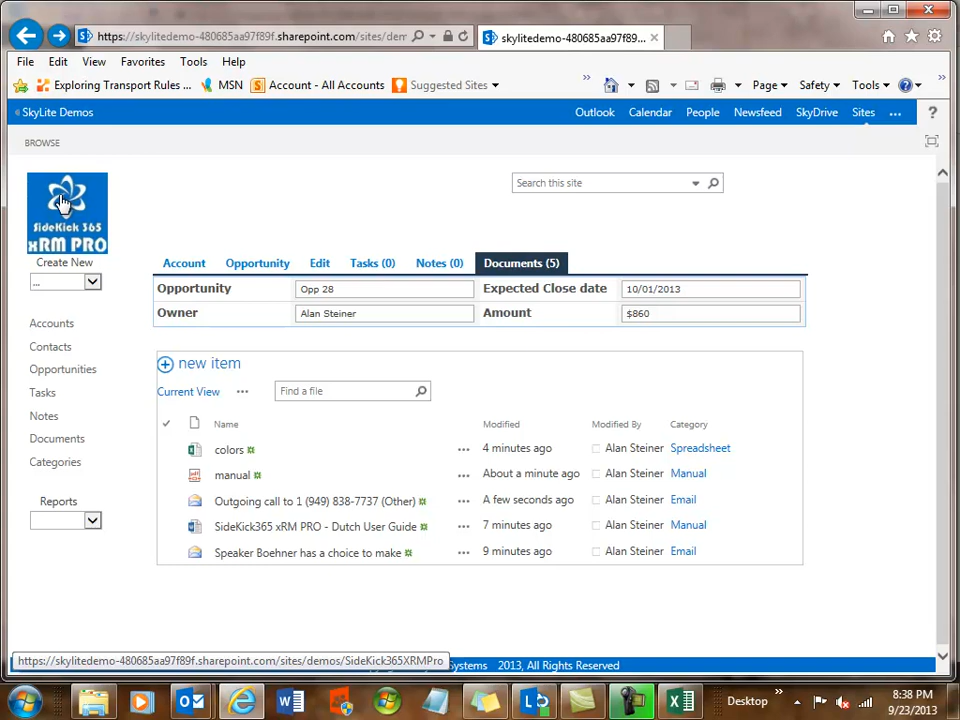 https://skylitedemo-480685aa97f89f.sharepoint.com/sites/den
skylitedemo-480685aa97f89...
File Edit View Favorites Tools Help
Exploring Transport Rules ... MSN Account - All Accounts Suggested Sites
Page Safety Tools
SkyLite Demos Outlook Calendar People Newsfeed SkyDrive Sites ... ?
BROWSE
SideKick 365
xRM PRO
Search this site
Create New
...
Account Opportunity Edit Tasks (0) Notes (0) Documents (5)
Opportunity Opp 28 Expected Close date 10/01/2013
Owner Alan Steiner Amount $860
Accounts
Contacts
Opportunities
Tasks
Notes
Documents
Categories
Reports
new item
Current View ... Find a file
Name Modified Modified By Category
colors ... 4 minutes ago Alan Steiner Spreadsheet
manual ... About a minute ago Alan Steiner Manual
Outgoing call to 1 (949) 838-7737 (Other) ... A few seconds ago Alan Steiner Email
SideKick365 xRM PRO - Dutch User Guide ... 7 minutes ago Alan Steiner Manual
Speaker Boehner has a choice to make ... 9 minutes ago Alan Steiner Email
https://skylitedemo-480685aa97f89f.sharepoint.com/sites/demos/SideKick365XRMPro
Systems 2013, All Rights Reserved
Desktop
8:38 PM
9/23/2013